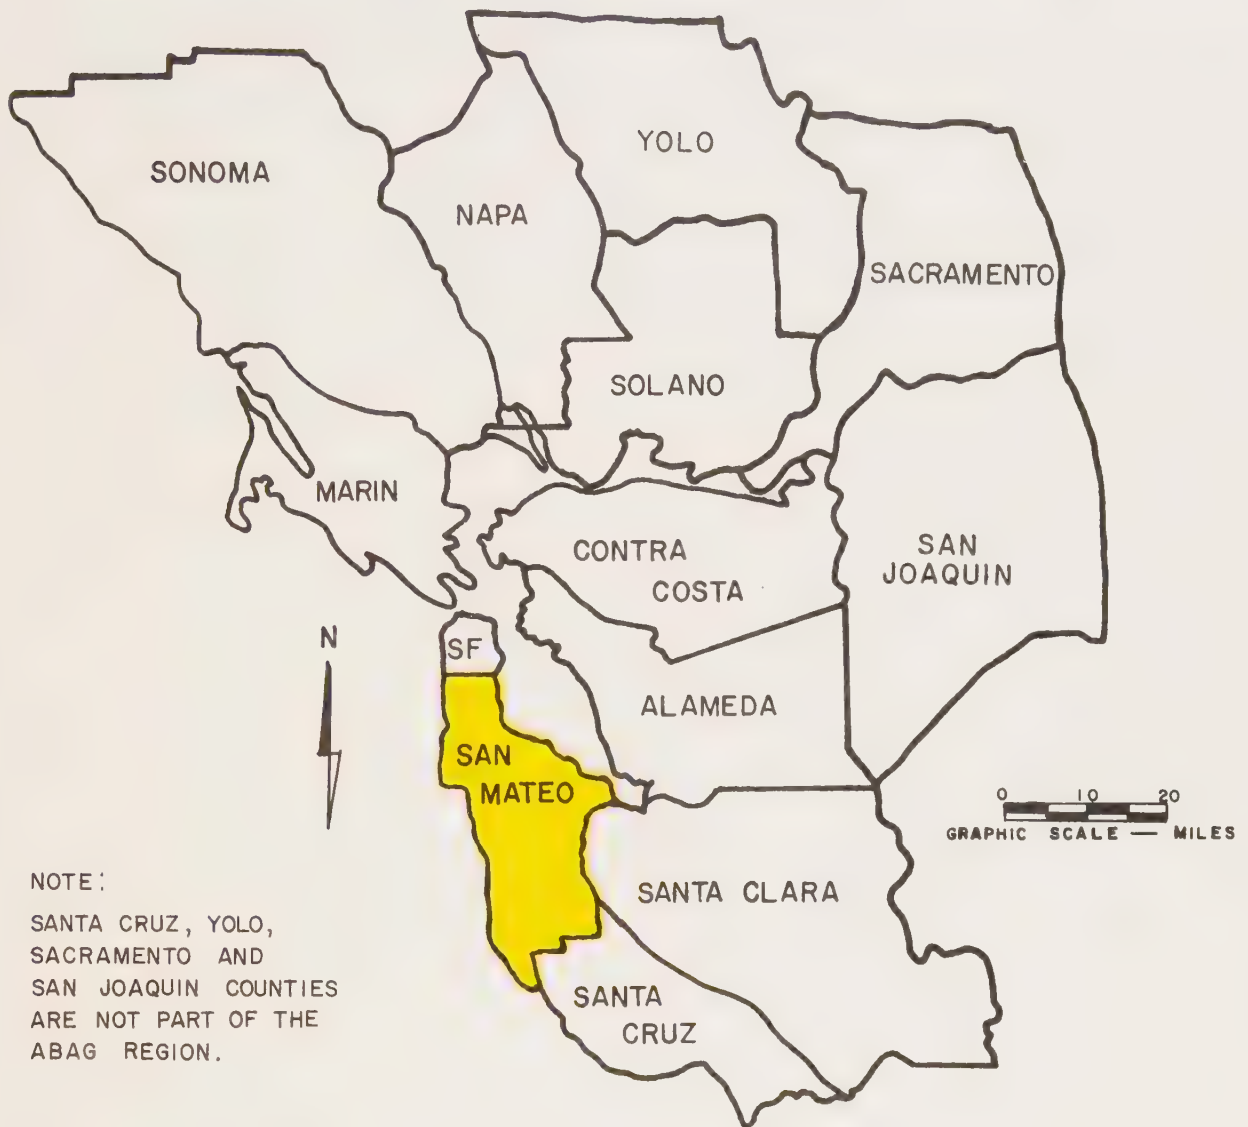 SONOMA
NAPA
YOLO
SACRAMENTO
SOLANO
MARIN
CONTRA
COSTA
SAN
JOAQUIN
N
SF
ALAMEDA
SAN
MATEO
0 10 20
GRAPHIC SCALE — MILES
SANTA CLARA
NOTE:
SANTA CRUZ, YOLO,
SACRAMENTO AND
SAN JOAQUIN COUNTIES
ARE NOT PART OF THE
ABAG REGION.
SANTA
CRUZ